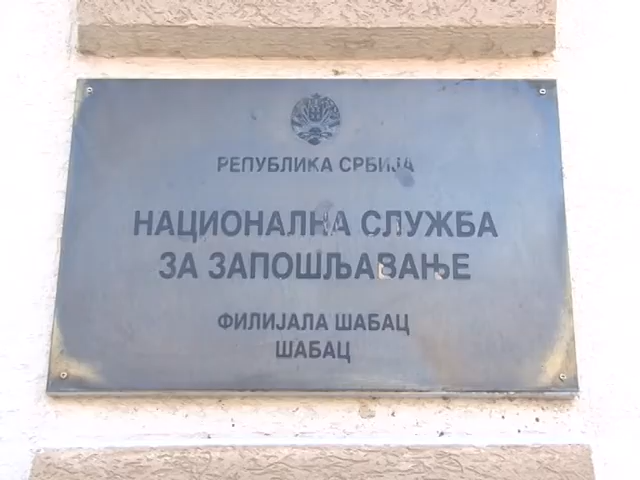 РЕПУБЛИКА СРБИЈА
НАЦИОНАЛНА СЛУЖБА
ЗА ЗАПОШЉАВАЊЕ
ФИЛИЈАЛА ШАБАЦ
ШАБАЦ